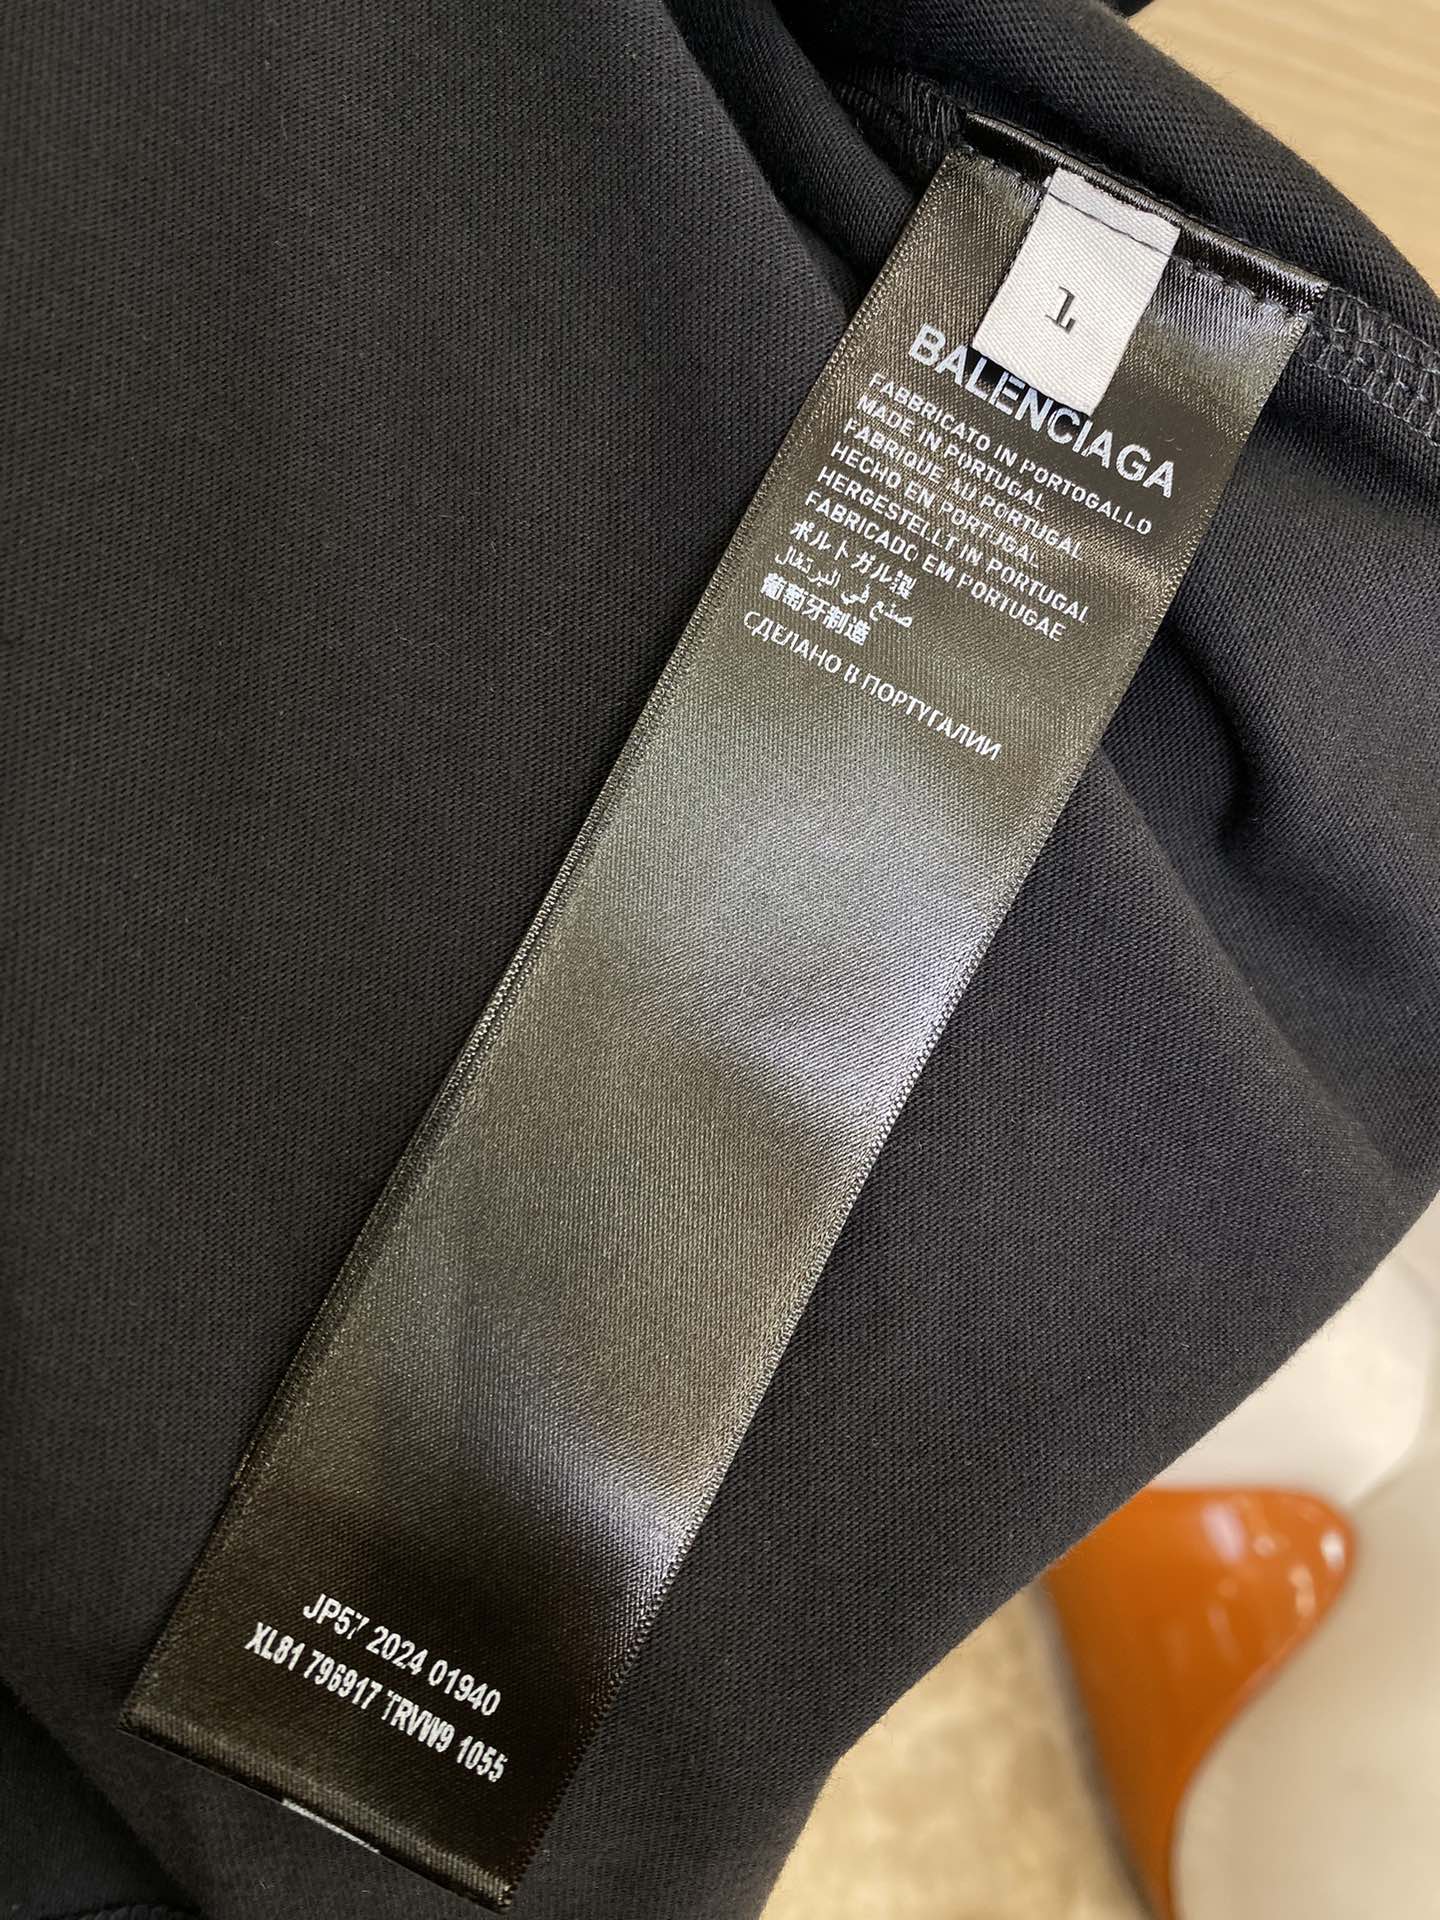 1
BALENCIAGA
FABBRICATO IN PORTOGALLO
MADE IN PORTUGAL
FABRIQUE AU PORTUGAL
HECHO EN PORTUGAL
HERGESTELLT IN PORTUGAL
FABRICADO EM PORTUGAE
ポルトガル製
صنع في البرتغال
葡萄牙制造
СДЕЛАНО В ПОРТУГАЛИИ
JP57 2024 01940
XL81 796917 TRVW9 1055